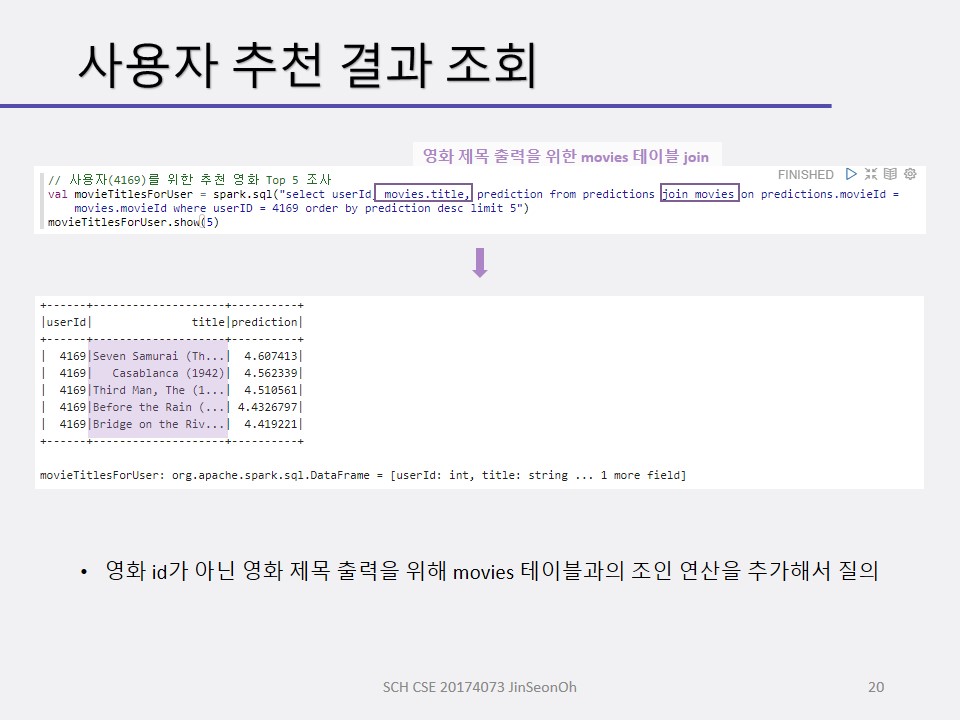 사용자 추천 결과 조회
영화 제목 출력을 위한 movies 테이블 join
FINISHED
// 사용자(4169)를 위한 추천 영화 Top 5 조사
val movieTitlesForUser = spark.sql("select userId, movies.title, prediction from predictions join movies on predictions.movieId =
movies.movieId where userID = 4169 order by prediction desc limit 5")
movieTitlesForUser.show(5)
+------+--------------------+----------+
|userId|               title|prediction|
+------+--------------------+----------+
|  4169|Seven Samurai (Th...|  4.607413|
|  4169|   Casablanca (1942)|  4.562339|
|  4169|Third Man, The (1...|  4.510561|
|  4169|Before the Rain (...| 4.4326797|
|  4169|Bridge on the Riv...|  4.419221|
+------+--------------------+----------+
movieTitlesForUser: org.apache.spark.sql.DataFrame = [userId: int, title: string ... 1 more field]
• 영화 id가 아닌 영화 제목 출력을 위해 movies 테이블과의 조인 연산을 추가해서 질의
SCH CSE 20174073 JinSeonOh
20